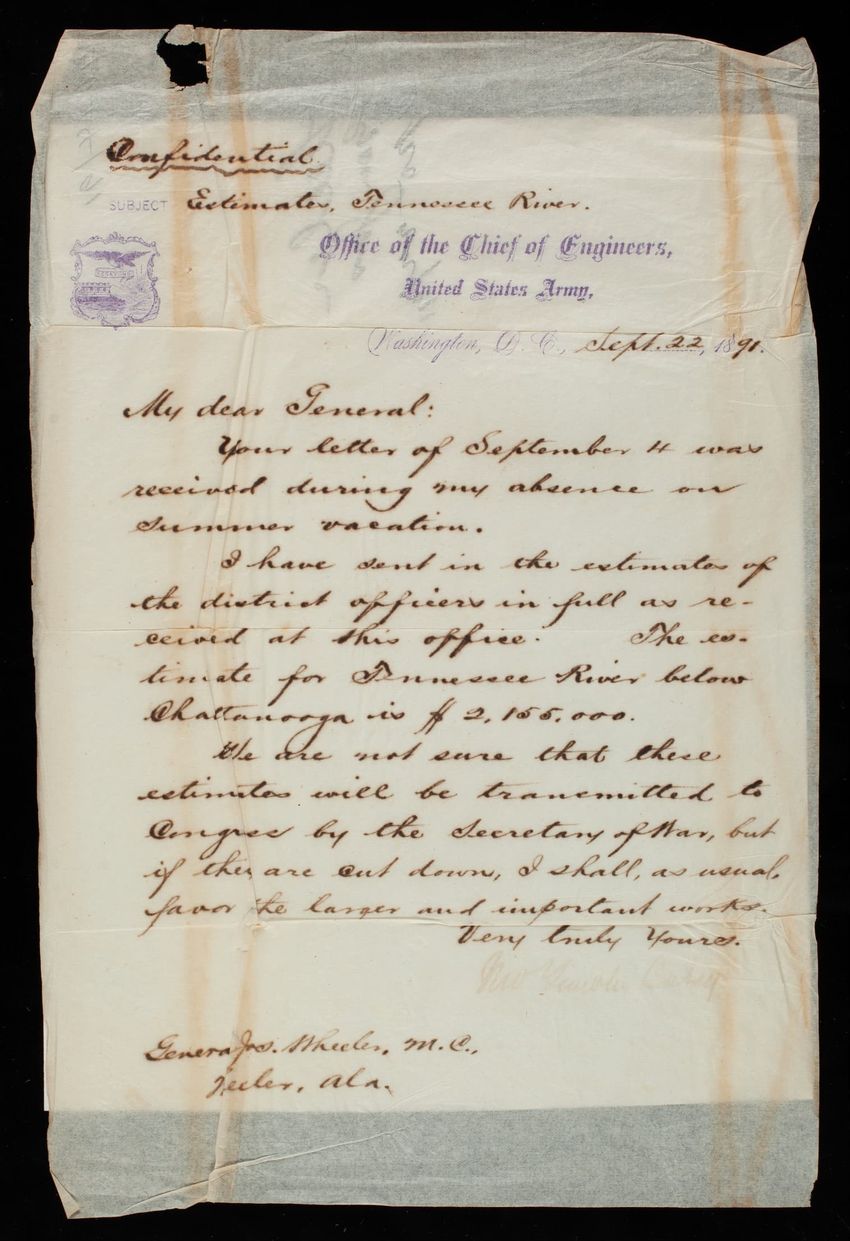 Confidential
SUBJECT Estimates, Tennessee River.
Office of the Chief of Engineers,
United States Army,
Washington, D. C., Sept. 22, 1891.
My dear General:
Your letter of September 4 was
received during my absence on
summer vacation.
I have sent in the estimates of
the district officers in full as re-
ceived at this office. The es-
timate for Tennessee River below
Chattanooga is $ 2,155,000.
We are not sure that these
estimates will be transmitted to
Congress by the Secretary of War, but
if they are cut down, I shall, as usual,
favor the larger and important works.
Very truly Yours.
Lincoln Casey
General Jos. Wheeler, M.C.,
Ala.